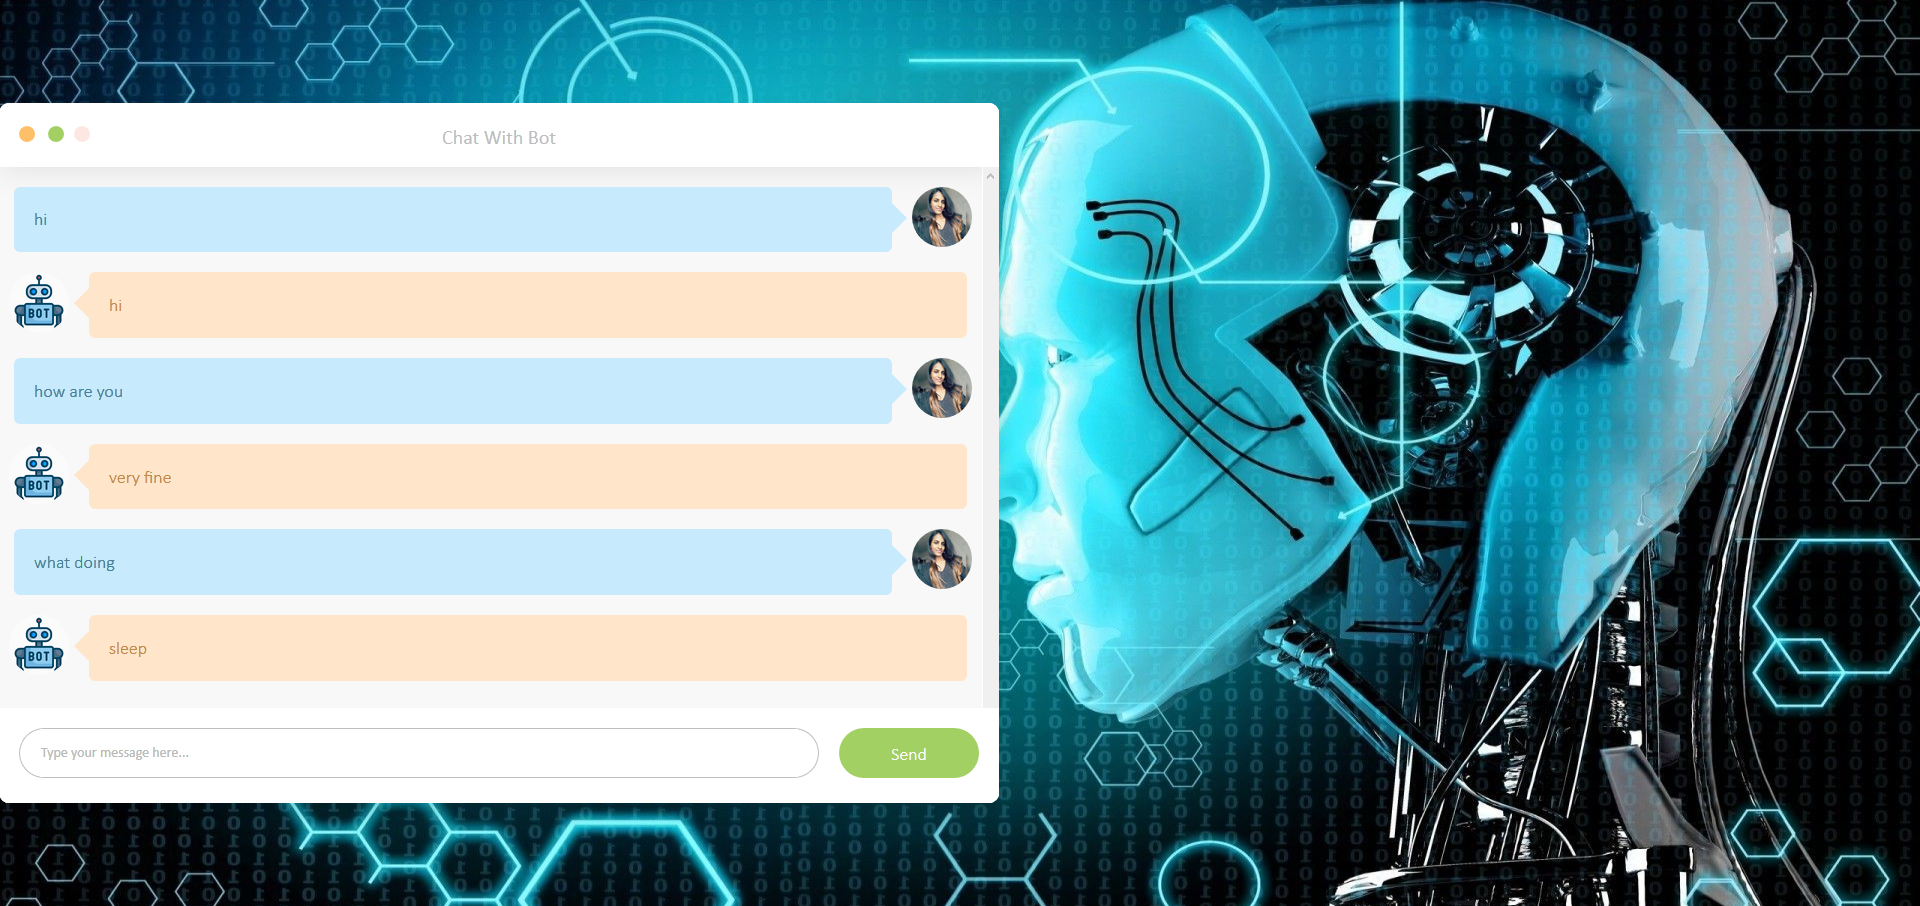 Chat With Bot
hi
BOT
hi
how are you
BOT
very fine
what doing
BOT
sleep
Type your message here...
Send